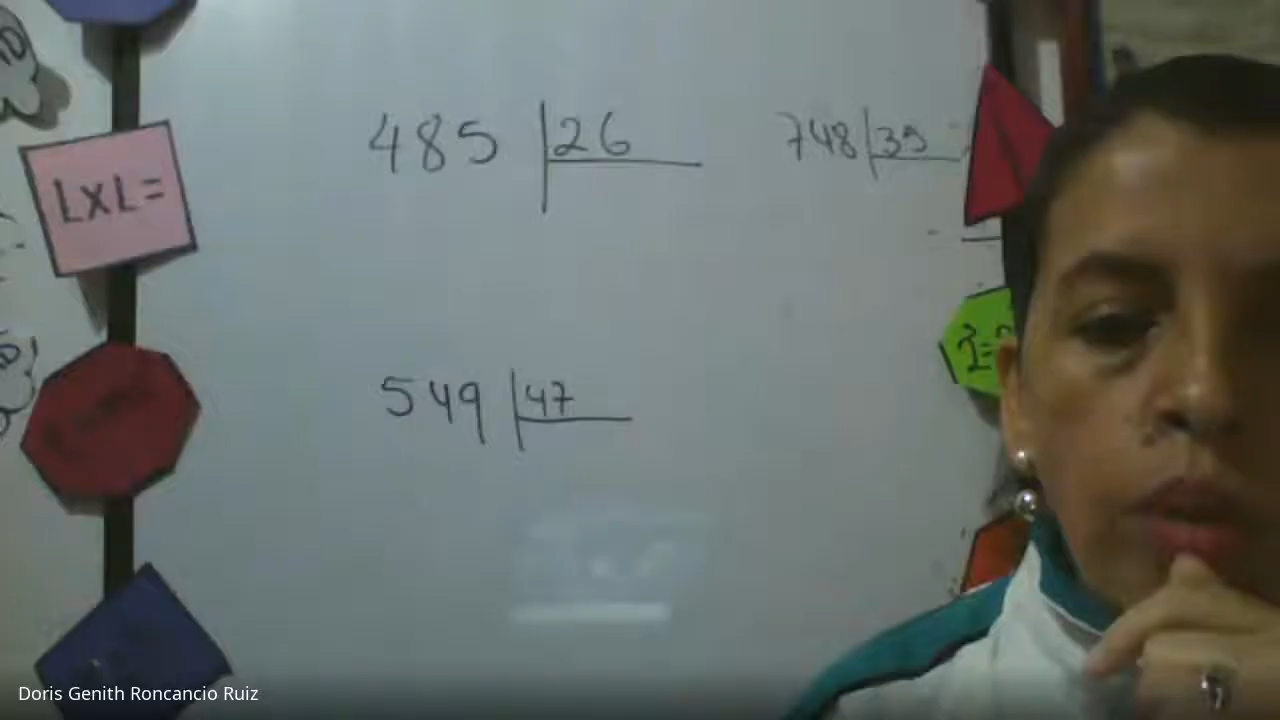 LXL=
485 26
748 39
549 47
Doris Genith Roncancio Ruiz